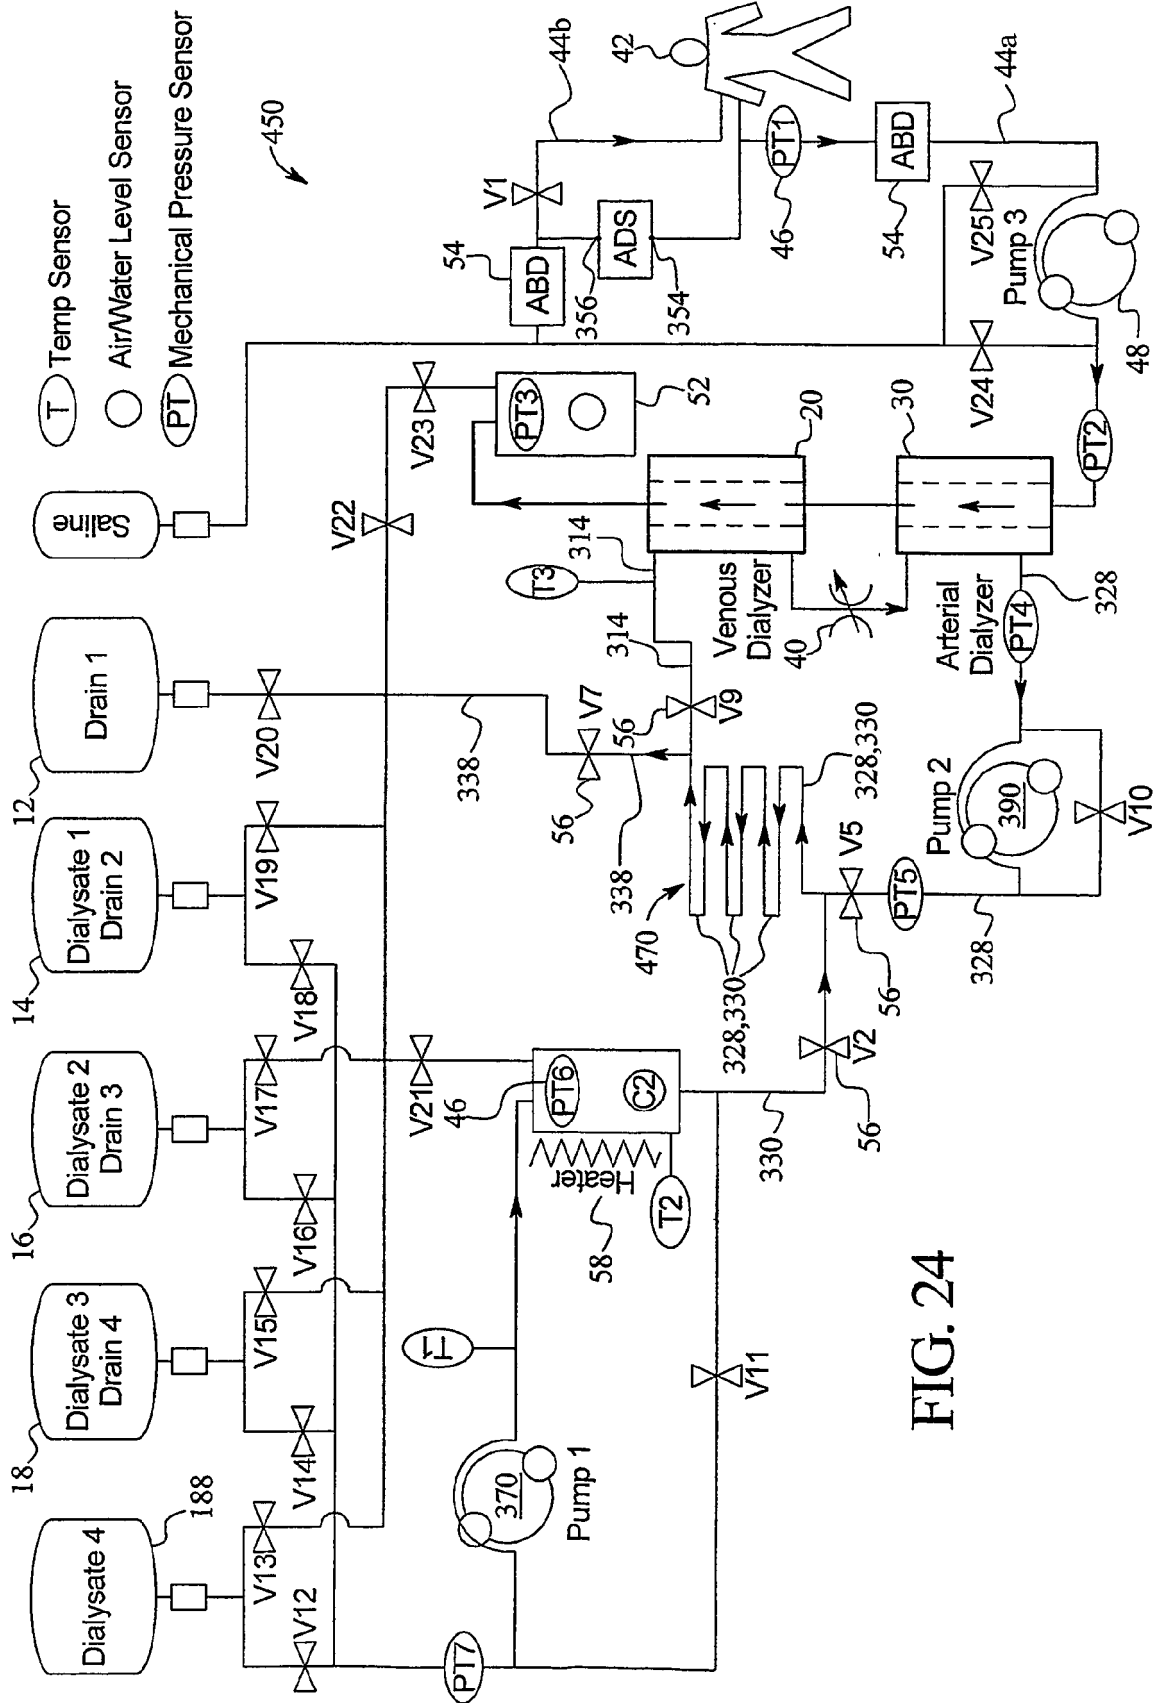 T Temp Sensor
Air/Water Level Sensor
PT Mechanical Pressure Sensor
450
Saline
Drain 1
12
Dialysate 1
Drain 2
14
Dialysate 2
Drain 3
16
Dialysate 3
Drain 4
18
Dialysate 4
188
V20
V19
V18
V17
V16
V15
V14
V13
V12
V22
V23
V21
PT3
52
44b
42
V1
54
ABD
356
ADS
354
PT1
46
ABD
54
44a
V25
Pump 3
48
V24
PT2
20
30
Venous
Dialyzer
Arterial
Dialyzer
40
314
T3
314
328
PT4
338
V7
56
56
V9
338
470
328,330
328,330
V5
56
PT5
328
Pump 2
390
V10
V2
56
330
46
PT6
C2
Heater
58
T2
T1
370
Pump 1
V11
PT7
FIG. 24